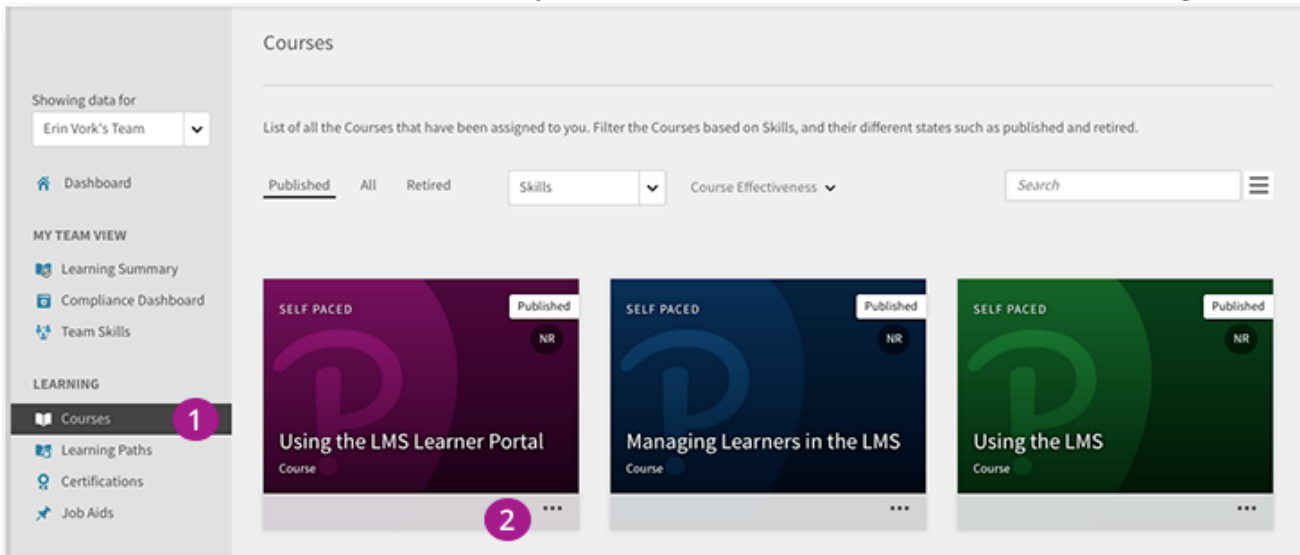 Courses
Showing data for
Erin Vork's Team
List of all the Courses that have been assigned to you. Filter the Courses based on Skills, and their different states such as published and retired.
Dashboard
Published All Retired Skills Course Effectiveness Search
MY TEAM VIEW
Learning Summary
Compliance Dashboard
Team Skills
LEARNING
Courses 1
Learning Paths
Certifications
Job Aids
SELF PACED Published
NR
Using the LMS Learner Portal
Course
2 ...
SELF PACED Published
NR
Managing Learners in the LMS
Course
...
SELF PACED Published
NR
Using the LMS
Course
...